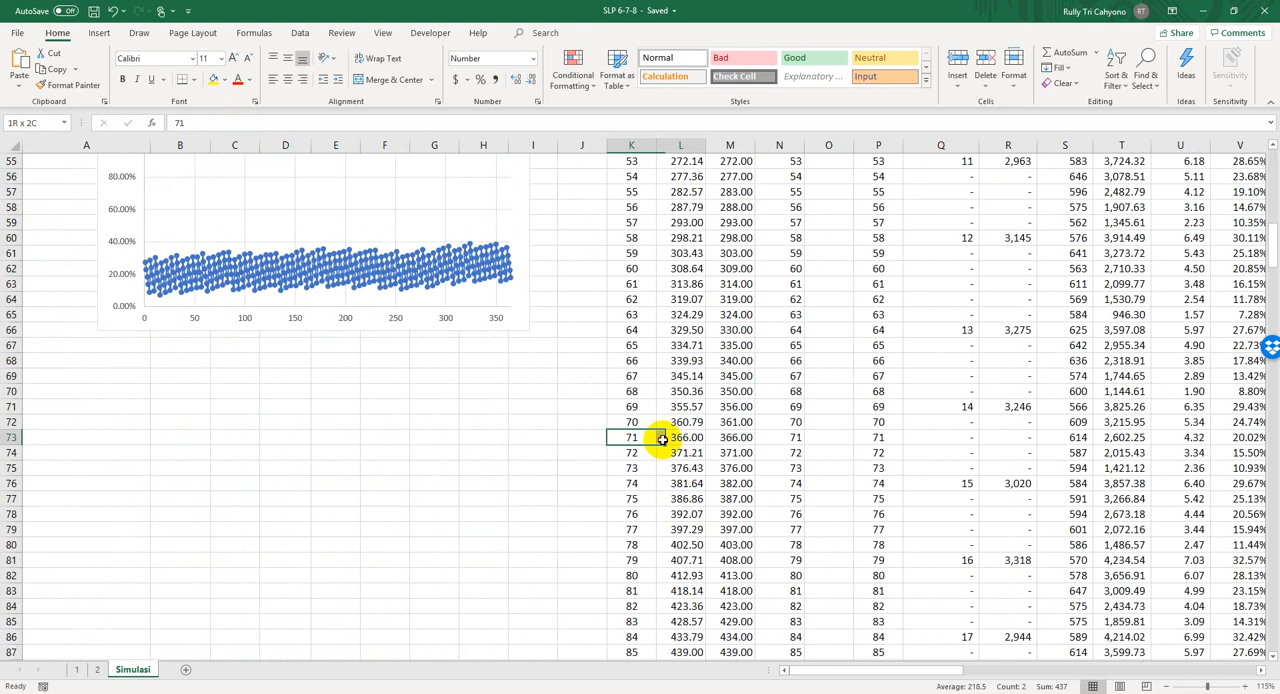 AutoSave Off SLP 6-7-8 - Saved Rully Tri Cahyono RT
File Home Insert Draw Page Layout Formulas Data Review View Developer Help Search Share Comments
Paste Cut Calibri 11 Wrap Text Number Conditional Formatting Format as Table Normal Bad Good Neutral Insert Delete Format AutoSum Sort & Filter Find & Select Ideas Sensitivity
Copy B I U Merge & Center $ % Calculation Check Cell Explanatory ... Input Fill
Format Painter Clear
Clipboard Font Alignment Number Styles Cells Editing Ideas Sensitivity
1R x 2C fx 71
A B C D E F G H I J K L M N O P Q R S T U V
80.00%
60.00%
40.00%
20.00%
0.00%
0 50 100 150 200 250 300 350
55 53 272.14 272.00 53 53 11 2,963 583 3,724.32 6.18 28.65%
56 54 277.36 277.00 54 54 - - 646 3,078.51 5.11 23.68%
57 55 282.57 283.00 55 55 - - 596 2,482.79 4.12 19.10%
58 56 287.79 288.00 56 56 - - 575 1,907.63 3.16 14.67%
59 57 293.00 293.00 57 57 - - 562 1,345.61 2.23 10.35%
60 58 298.21 298.00 58 58 12 3,145 576 3,914.49 6.49 30.11%
61 59 303.43 303.00 59 59 - - 641 3,273.72 5.43 25.18%
62 60 308.64 309.00 60 60 - - 563 2,710.33 4.50 20.85%
63 61 313.86 314.00 61 61 - - 611 2,099.77 3.48 16.15%
64 62 319.07 319.00 62 62 - - 569 1,530.79 2.54 11.78%
65 63 324.29 324.00 63 63 - - 584 946.30 1.57 7.28%
66 64 329.50 330.00 64 64 13 3,275 625 3,597.08 5.97 27.67%
67 65 334.71 335.00 65 65 - - 642 2,955.34 4.90 22.73%
68 66 339.93 340.00 66 66 - - 636 2,318.91 3.85 17.84%
69 67 345.14 345.00 67 67 - - 574 1,744.65 2.89 13.42%
70 68 350.36 350.00 68 68 - - 600 1,144.61 1.90 8.80%
71 69 355.57 356.00 69 69 14 3,246 566 3,825.26 6.35 29.43%
72 70 360.79 361.00 70 70 - - 609 3,215.95 5.34 24.74%
73 71 366.00 366.00 71 71 - - 614 2,602.25 4.32 20.02%
74 72 371.21 371.00 72 72 - - 587 2,015.43 3.34 15.50%
75 73 376.43 376.00 73 73 - - 594 1,421.12 2.36 10.93%
76 74 381.64 382.00 74 74 15 3,020 584 3,857.38 6.40 29.67%
77 75 386.86 387.00 75 75 - - 591 3,266.84 5.42 25.13%
78 76 392.07 392.00 76 76 - - 594 2,673.18 4.44 20.56%
79 77 397.29 397.00 77 77 - - 601 2,072.16 3.44 15.94%
80 78 402.50 403.00 78 78 - - 586 1,486.57 2.47 11.44%
81 79 407.71 408.00 79 79 16 3,318 570 4,234.54 7.03 32.57%
82 80 412.93 413.00 80 80 - - 578 3,656.91 6.07 28.13%
83 81 418.14 418.00 81 81 - - 647 3,009.49 4.99 23.15%
84 82 423.36 423.00 82 82 - - 575 2,434.73 4.04 18.73%
85 83 428.57 429.00 83 83 - - 575 1,859.81 3.09 14.31%
86 84 433.79 434.00 84 84 17 2,944 589 4,214.02 6.99 32.42%
87 85 439.00 439.00 85 85 - - 614 3,599.73 5.97 27.69%
1 2 Simulasi
Ready Average: 218.5 Count: 2 Sum: 437 115%